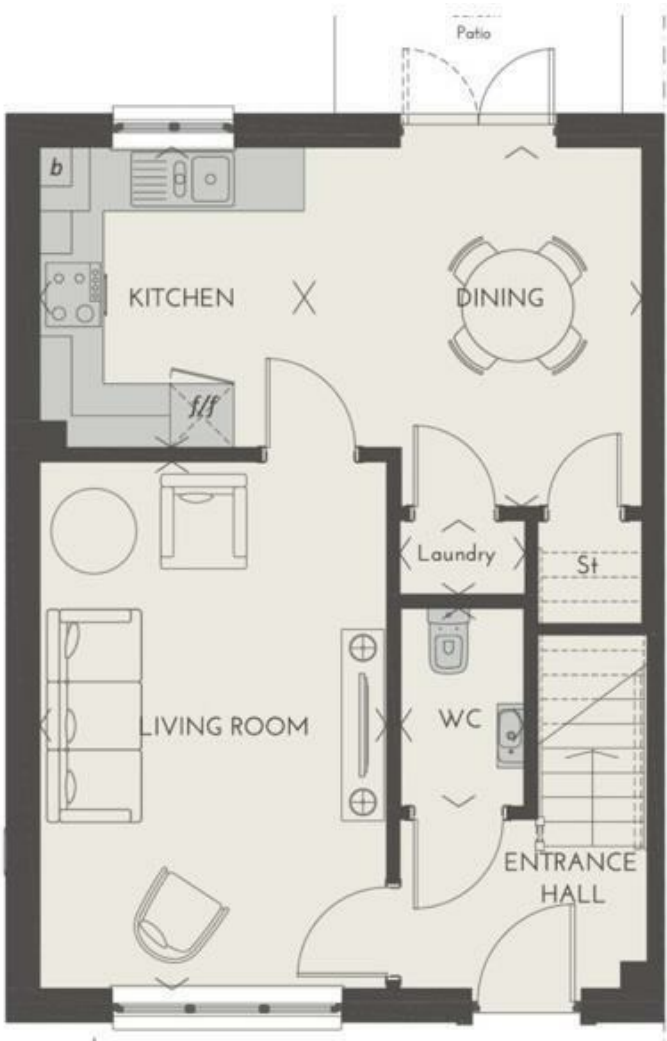 Patio
b
KITCHEN
DINING
f/f
Laundry
St
LIVING ROOM
WC
ENTRANCE
HALL